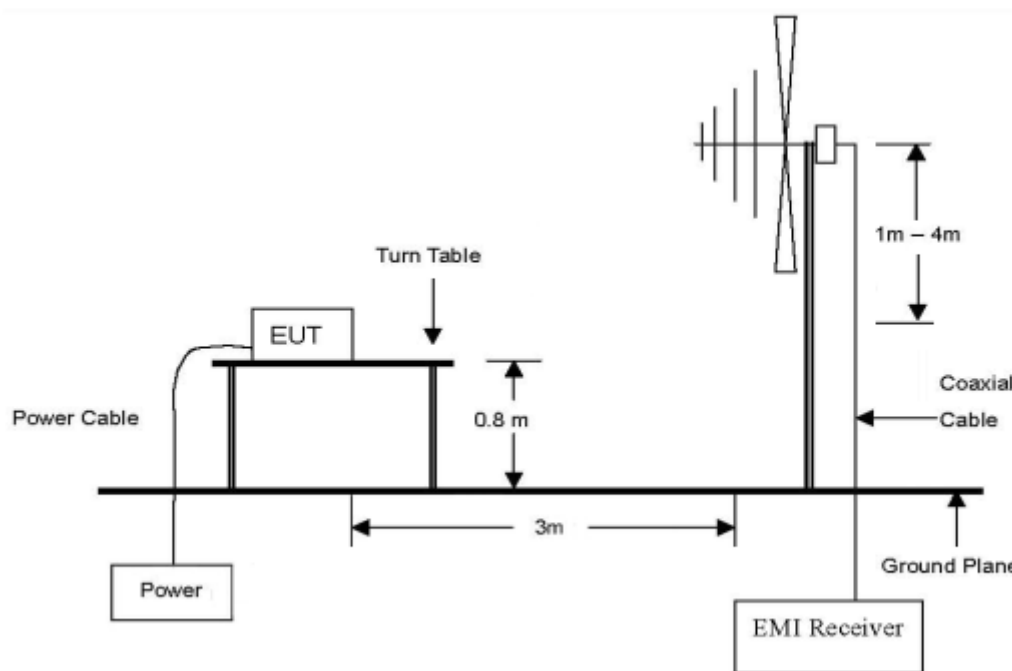 1m – 4m
Turn Table
EUT
Coaxial
Cable
Power Cable
0.8 m
3m
Ground Plane
Power
EMI Receiver